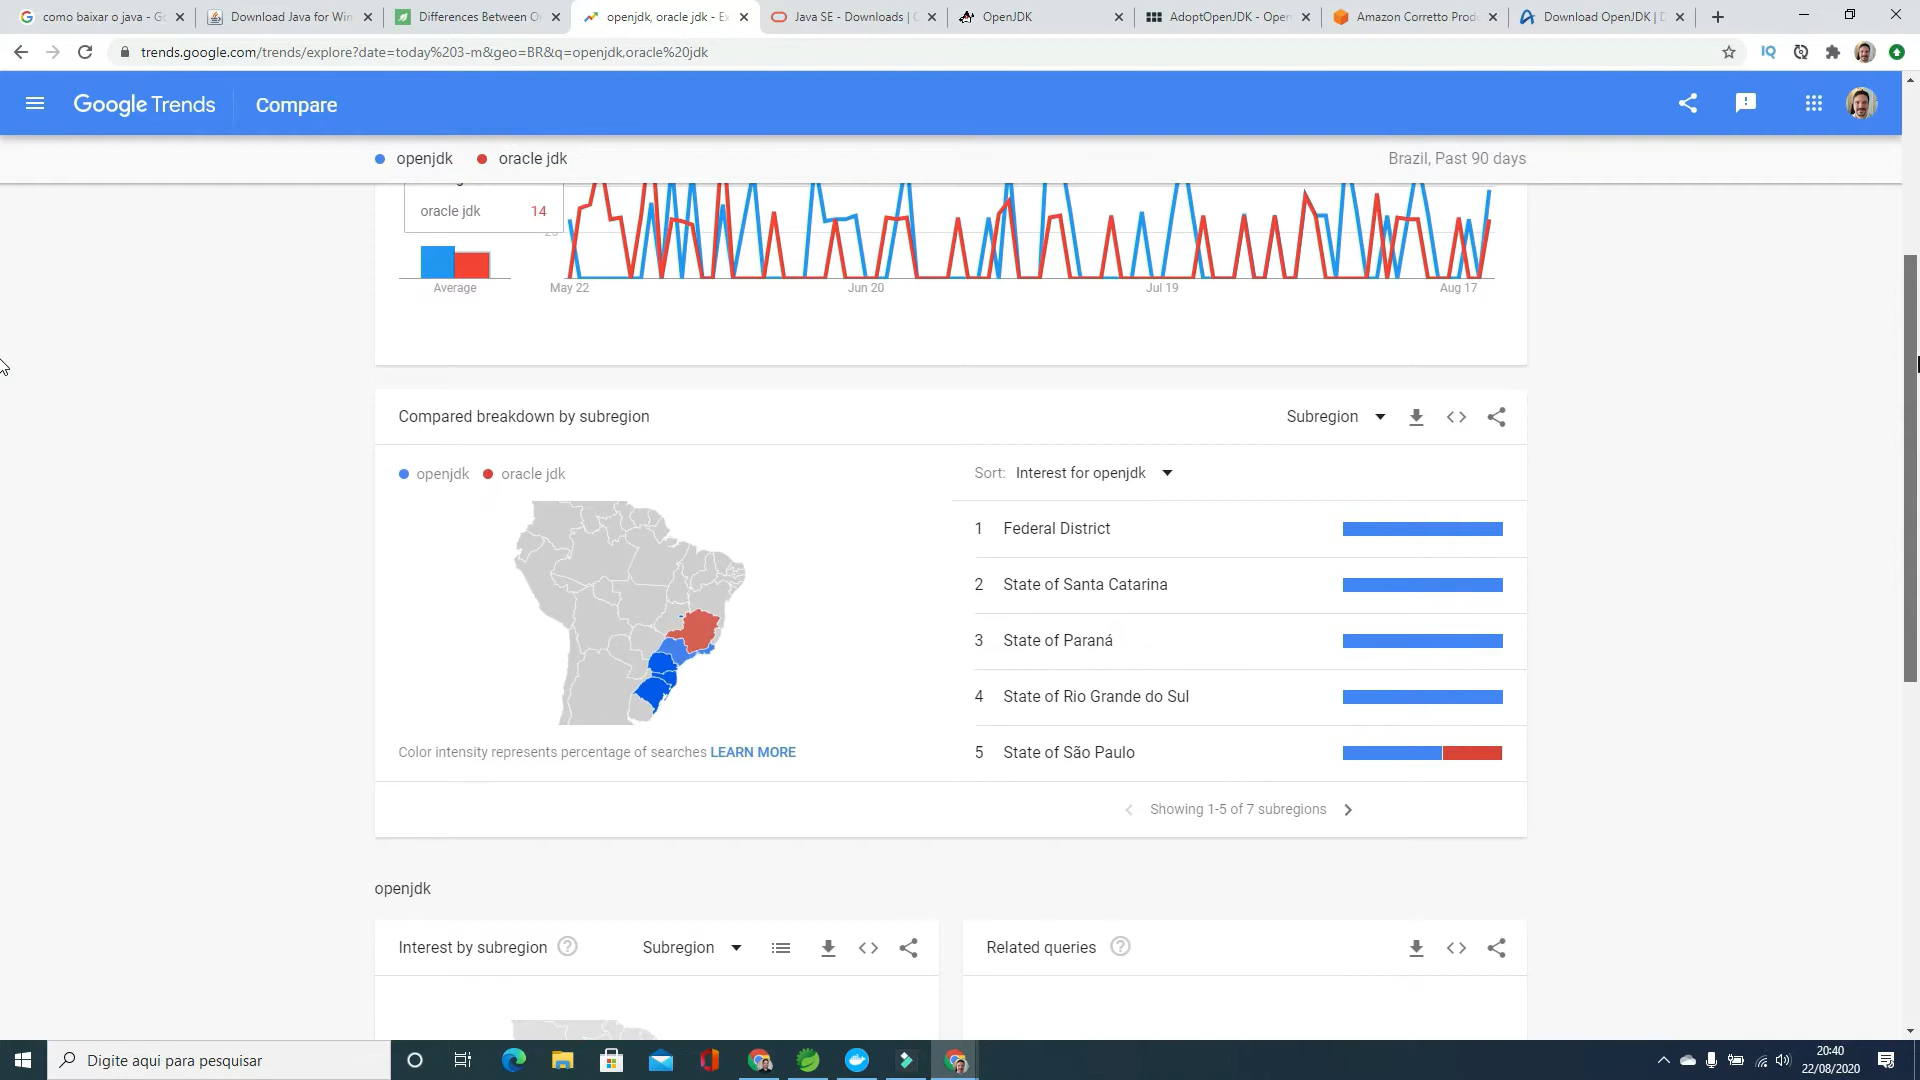 como baixar o java - Go
Download Java for Win
Differences Between O
openjdk, oracle jdk - Ex
Java SE - Downloads | O
OpenJDK
AdoptOpenJDK - Open
Amazon Corretto Prod
Download OpenJDK | D
trends.google.com/trends/explore?date=today%203-m&geo=BR&q=openjdk,oracle%20jdk
IQ
Google Trends Compare
openjdk oracle jdk Brazil, Past 90 days
oracle jdk 14
Average May 22 Jun 20 Jul 19 Aug 17
Compared breakdown by subregion Subregion
openjdk oracle jdk Sort: Interest for openjdk
1 Federal District
2 State of Santa Catarina
3 State of Paraná
4 State of Rio Grande do Sul
5 State of São Paulo
Color intensity represents percentage of searches LEARN MORE
Showing 1-5 of 7 subregions
openjdk
Interest by subregion Subregion Related queries
Digite aqui para pesquisar
20:40
22/08/2020